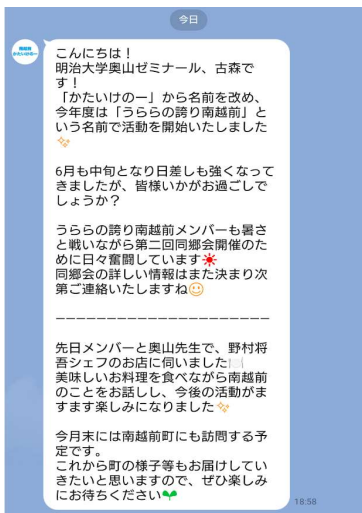 今日
こんにちは！
明治大学奥山ゼミナール、古森で
す！
「かたいけのー」から名前を改め、
今年度は「うららの誇り南越前」と
いう名前で活動を開始いたしました
✨
6月も中旬となり日差しも強くなって
きましたが、皆様いかがお過ごしで
しょうか？
うららの誇り南越前メンバーも暑さ
と戦いながら第二回同郷会開催のた
めに日々奮闘しています☀
同郷会の詳しい情報はまた決まり次
第ご連絡いたしますね🙂
ーーーーーーーーーーーーーーーーーーーーー
先日メンバーと奥山先生で、野村将
吾シェフのお店に伺いました🍽
美味しいお料理を食べながら南越前
のことをお話しし、今後の活動がま
すます楽しみになりました✨
今月末には南越前町にも訪問する予
定です。
これから町の様子等もお届けしてい
きたいと思いますので、ぜひ楽しみ
にお待ちください🌱
18:58